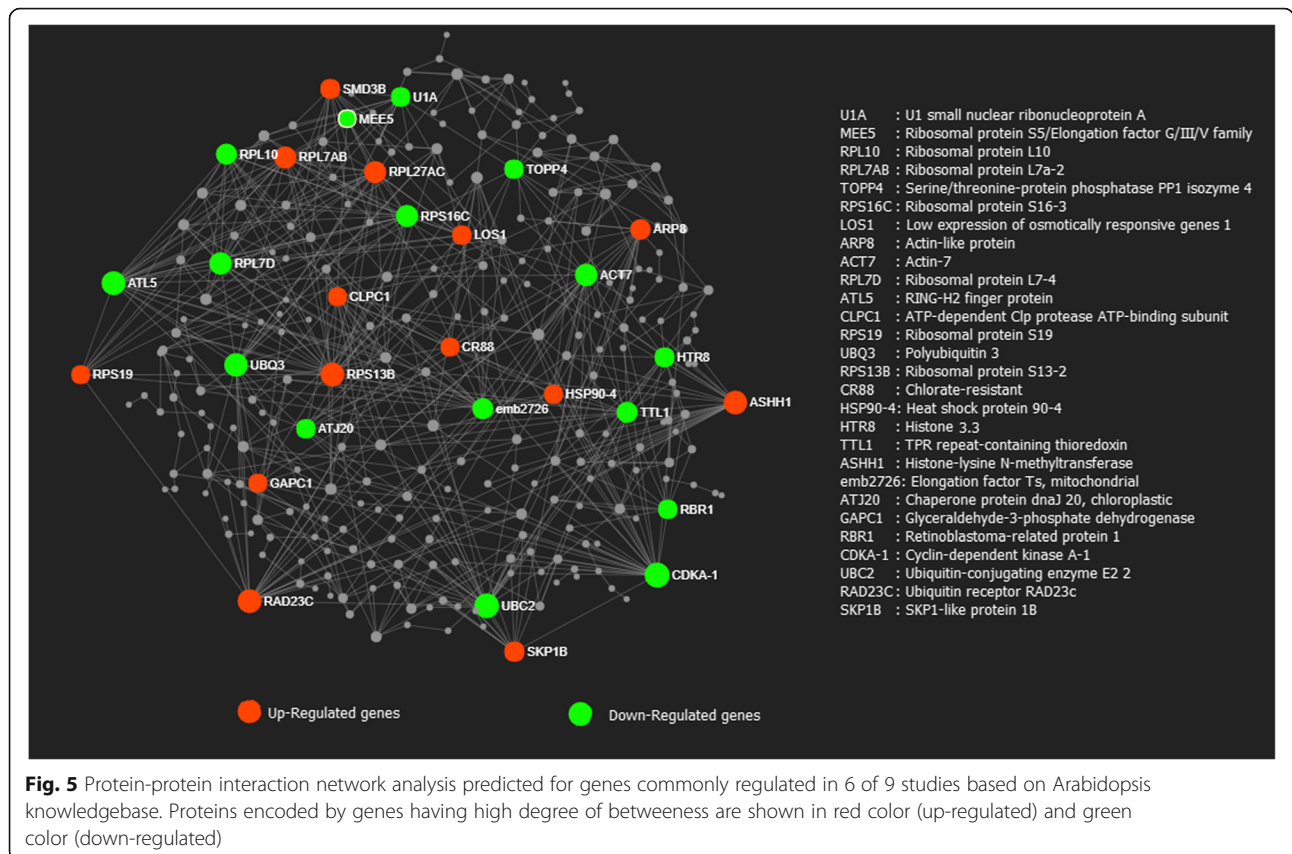 SMD3B
U1A
MEE5
RPL10
RPL7AB
RPL27AC
TOPP4
RPS16C
LOS1
ARP8
RPL7D
ACT7
ATL5
CLPC1
CR88
HTR8
UBQ3
RPS13B
RPS19
HSP90-4
ASHH1
emb2726
TTL1
ATJ20
GAPC1
RBR1
CDKA-1
RAD23C
UBC2
SKP1B
Up-Regulated genes
Down-Regulated genes
U1A : U1 small nuclear ribonucleoprotein A
MEE5 : Ribosomal protein S5/Elongation factor G/III/V family
RPL10 : Ribosomal protein L10
RPL7AB : Ribosomal protein L7a-2
TOPP4 : Serine/threonine-protein phosphatase PP1 isozyme 4
RPS16C : Ribosomal protein S16-3
LOS1 : Low expression of osmotically responsive genes 1
ARP8 : Actin-like protein
ACT7 : Actin-7
RPL7D : Ribosomal protein L7-4
ATL5 : RING-H2 finger protein
CLPC1 : ATP-dependent Clp protease ATP-binding subunit
RPS19 : Ribosomal protein S19
UBQ3 : Polyubiquitin 3
RPS13B : Ribosomal protein S13-2
CR88 : Chlorate-resistant
HSP90-4: Heat shock protein 90-4
HTR8 : Histone 3.3
TTL1 : TPR repeat-containing thioredoxin
ASHH1 : Histone-lysine N-methyltransferase
emb2726: Elongation factor Ts, mitochondrial
ATJ20 : Chaperone protein dnaJ 20, chloroplastic
GAPC1 : Glyceraldehyde-3-phosphate dehydrogenase
RBR1 : Retinoblastoma-related protein 1
CDKA-1 : Cyclin-dependent kinase A-1
UBC2 : Ubiquitin-conjugating enzyme E2 2
RAD23C : Ubiquitin receptor RAD23c
SKP1B : SKP1-like protein 1B
Fig. 5 Protein-protein interaction network analysis predicted for genes commonly regulated in 6 of 9 studies based on Arabidopsis
knowledgebase. Proteins encoded by genes having high degree of betweeness are shown in red color (up-regulated) and green
color (down-regulated)